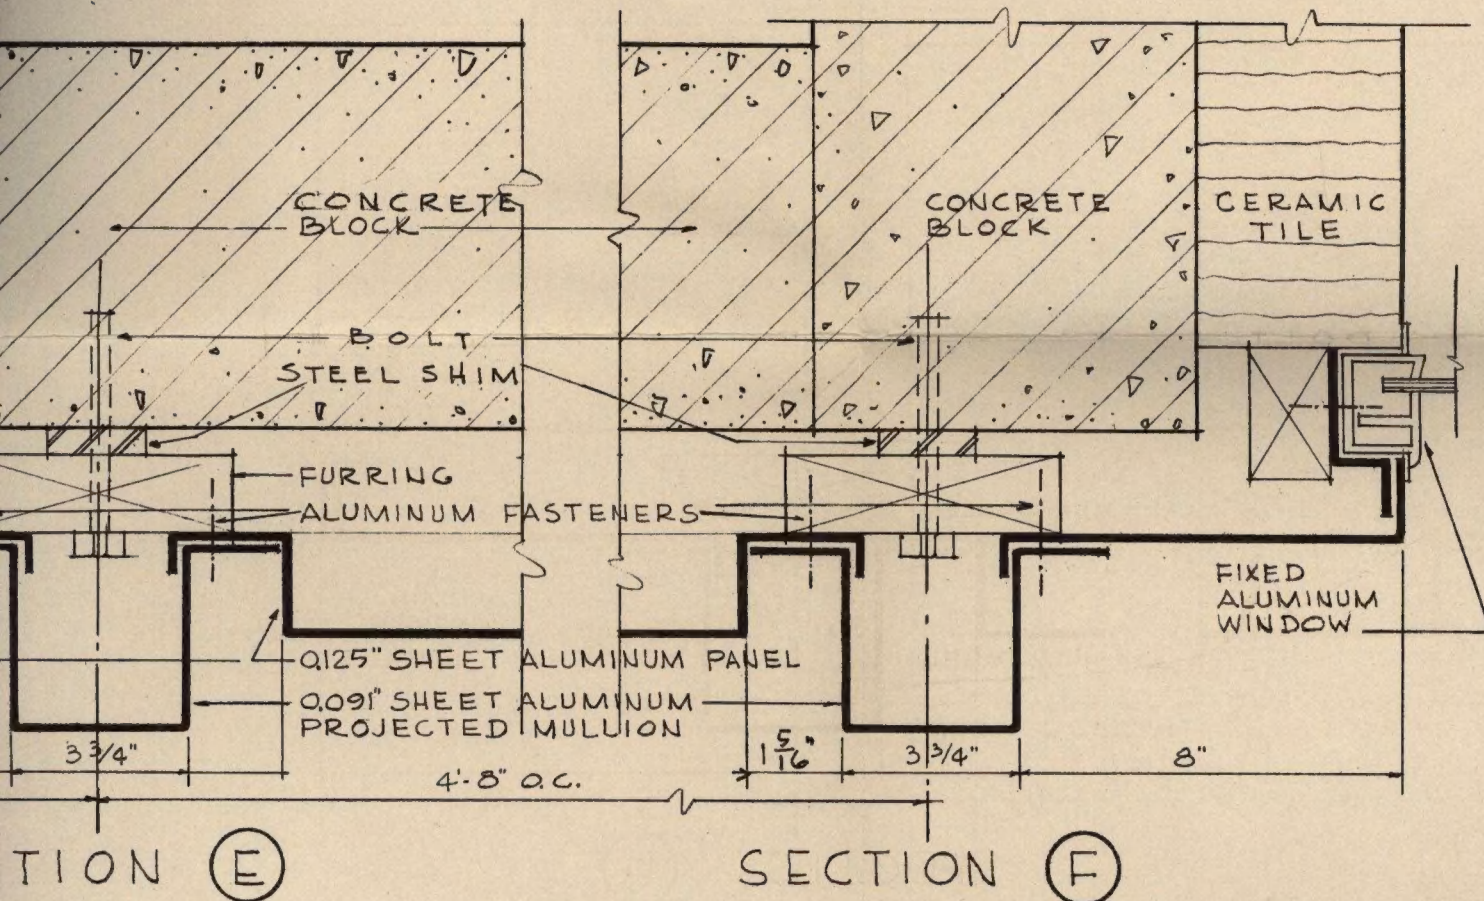 CONCRETE
BLOCK
CONCRETE
BLOCK
CERAMIC
TILE
BOLT
STEEL SHIM
FURRING
ALUMINUM FASTENERS
FIXED
ALUMINUM
WINDOW
0.125" SHEET ALUMINUM PANEL
0.091" SHEET ALUMINUM
PROJECTED MULLION
3 3/4"
1 5/16"
3 3/4"
8"
4'-8" O.C.
TION E
SECTION F